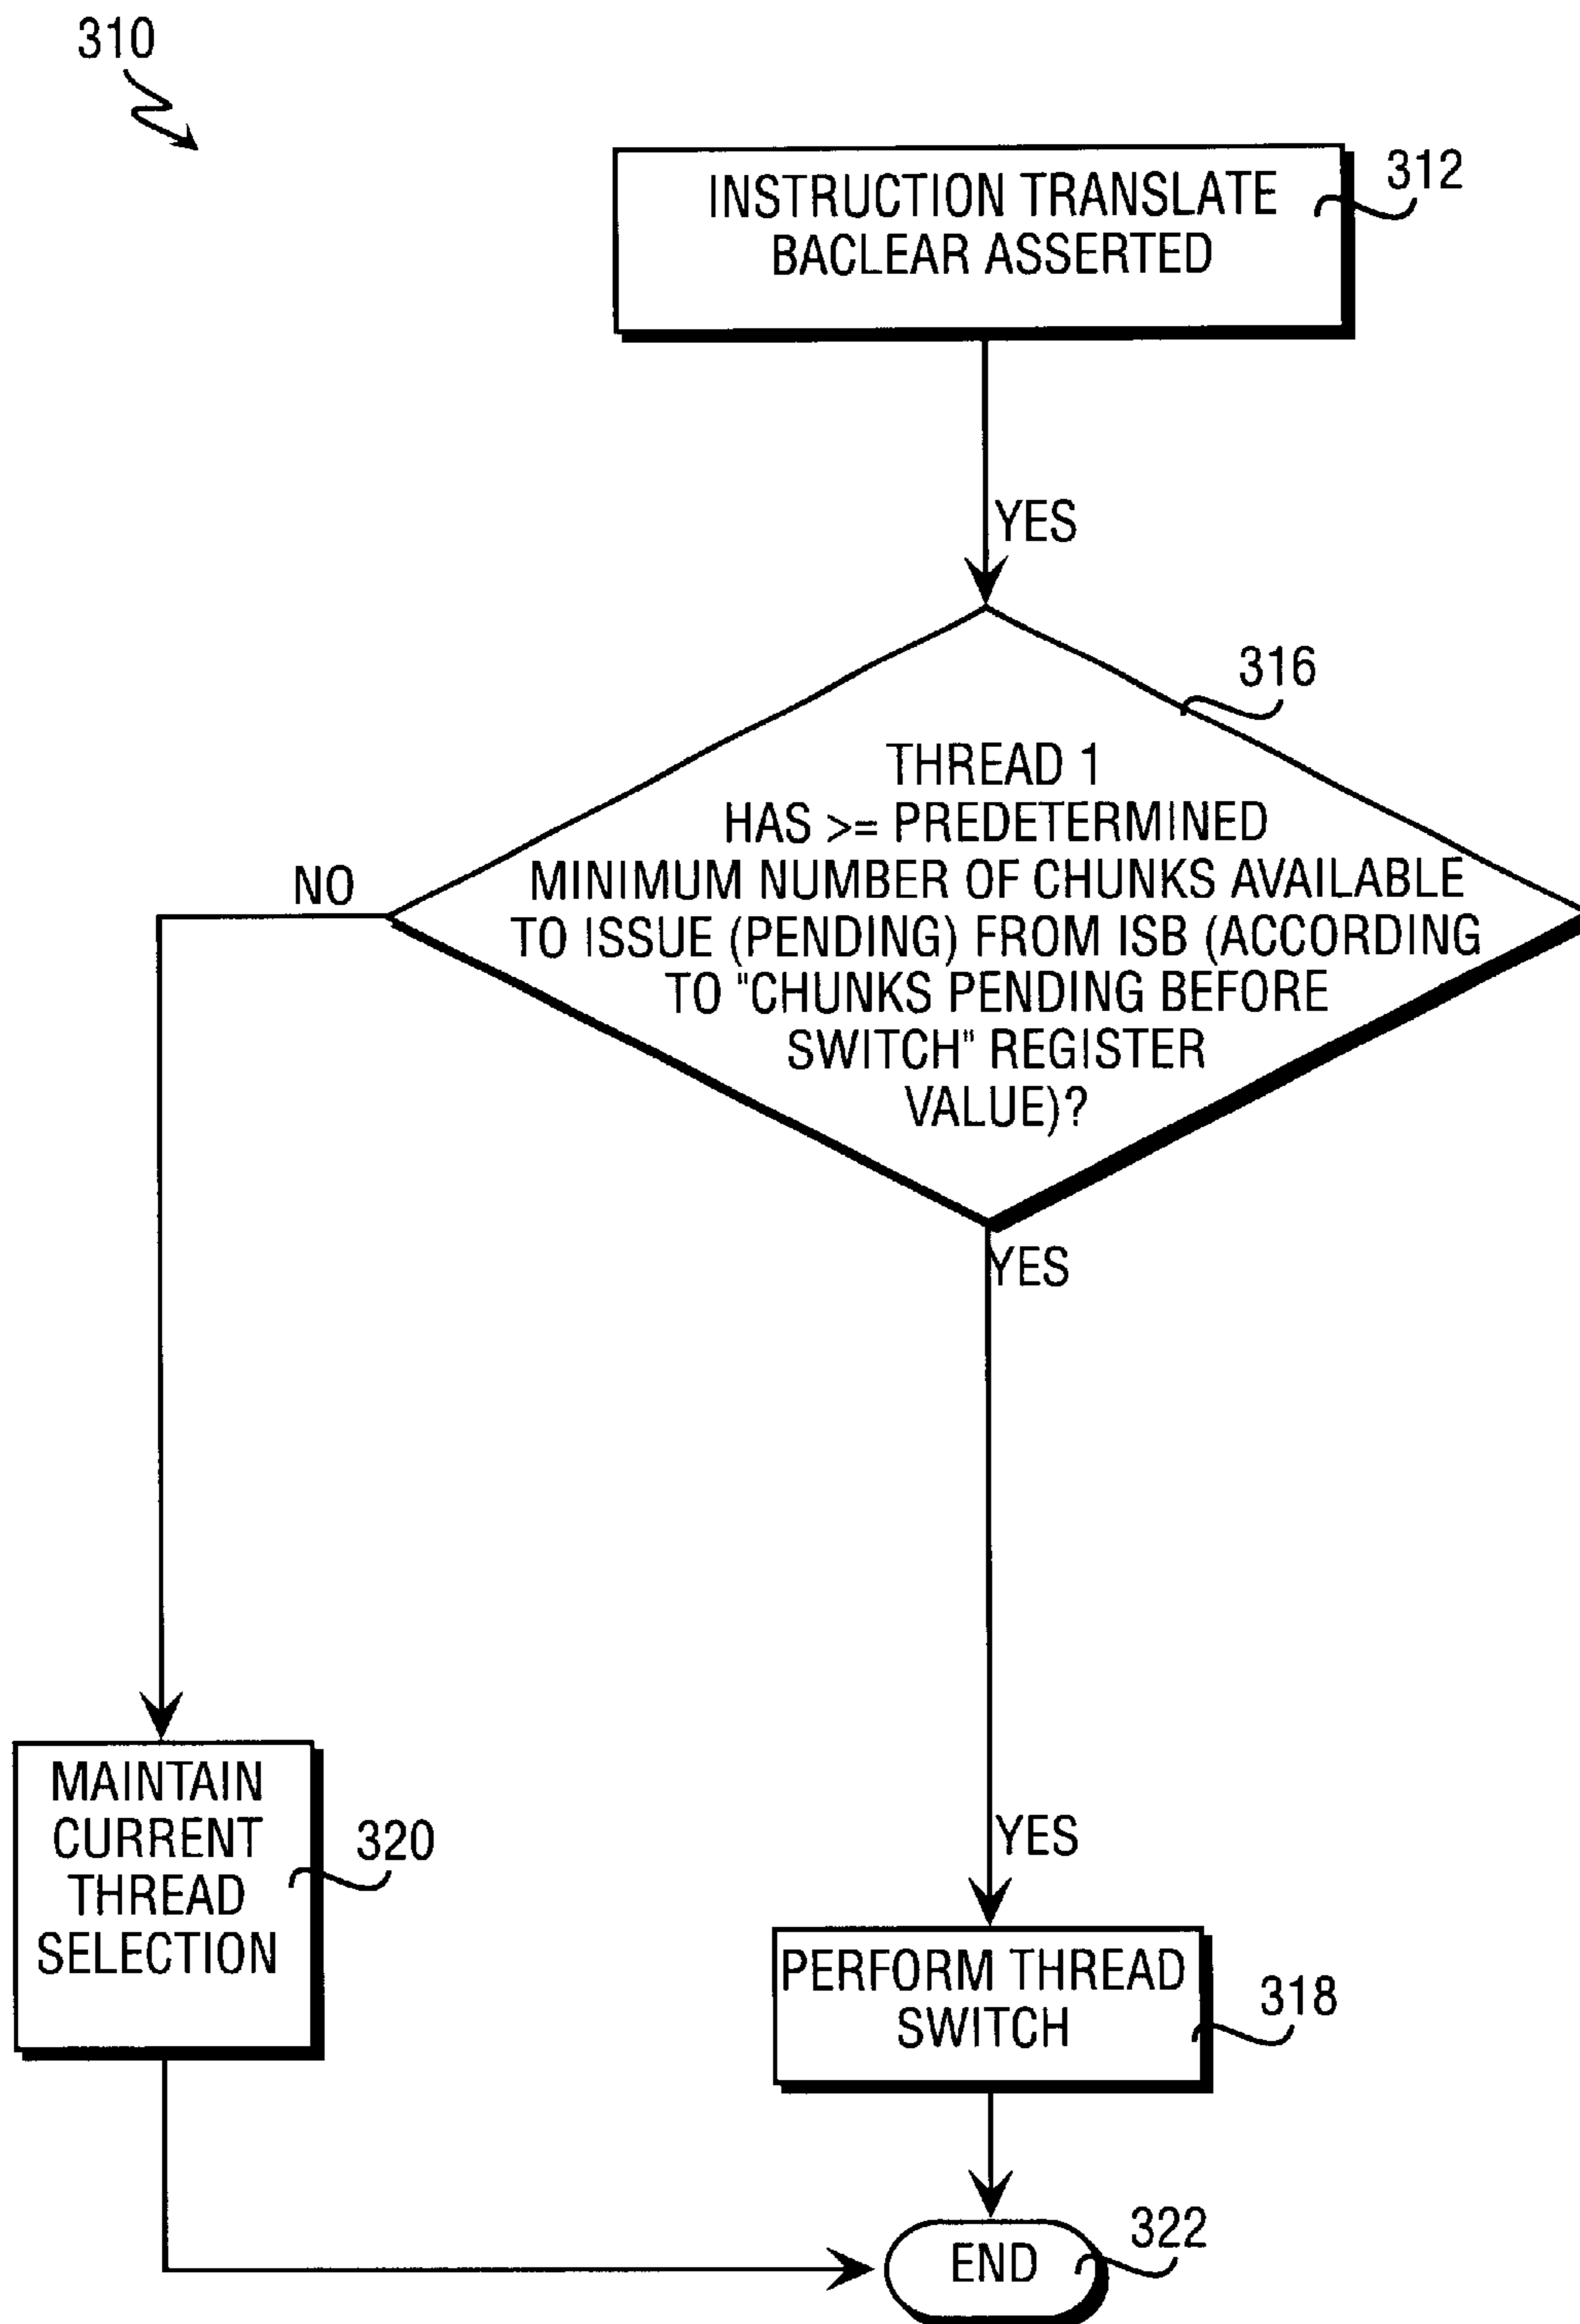 310
INSTRUCTION TRANSLATE
BACLEAR ASSERTED
312
YES
316
THREAD 1
HAS >= PREDETERMINED
MINIMUM NUMBER OF CHUNKS AVAILABLE
TO ISSUE (PENDING) FROM ISB (ACCORDING
TO "CHUNKS PENDING BEFORE
SWITCH" REGISTER
VALUE)?
NO
YES
MAINTAIN
CURRENT
THREAD
SELECTION
320
YES
PERFORM THREAD
SWITCH
318
END
322